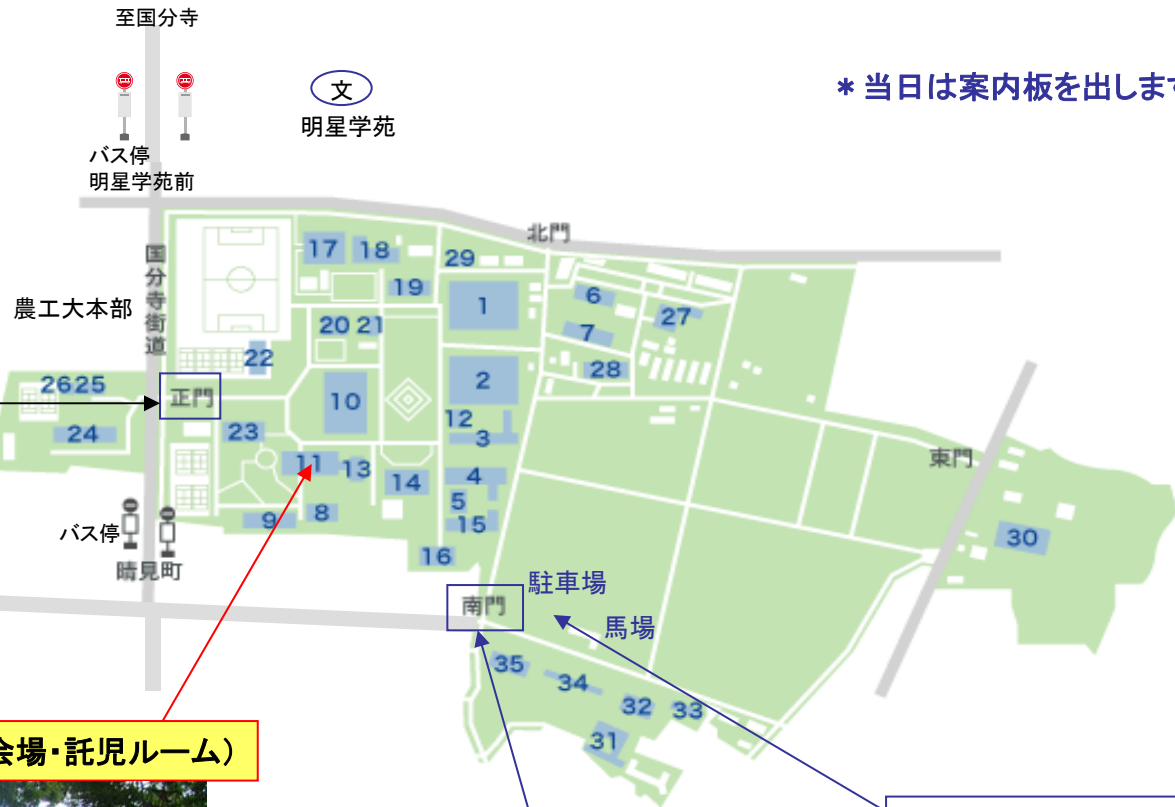 至国分寺
文
明星学苑
＊当日は案内板を出します
バス停
明星学苑前
北門
国分寺街道
農工大本部
17
18
29
19
1
6
7
27
20
21
22
2
28
26
25
正門
10
24
23
12
3
11
13
14
4
5
15
9
8
16
東門
30
バス停
晴見町
駐車場
南門
馬場
35
34
32
33
31
会場・託児ルーム）